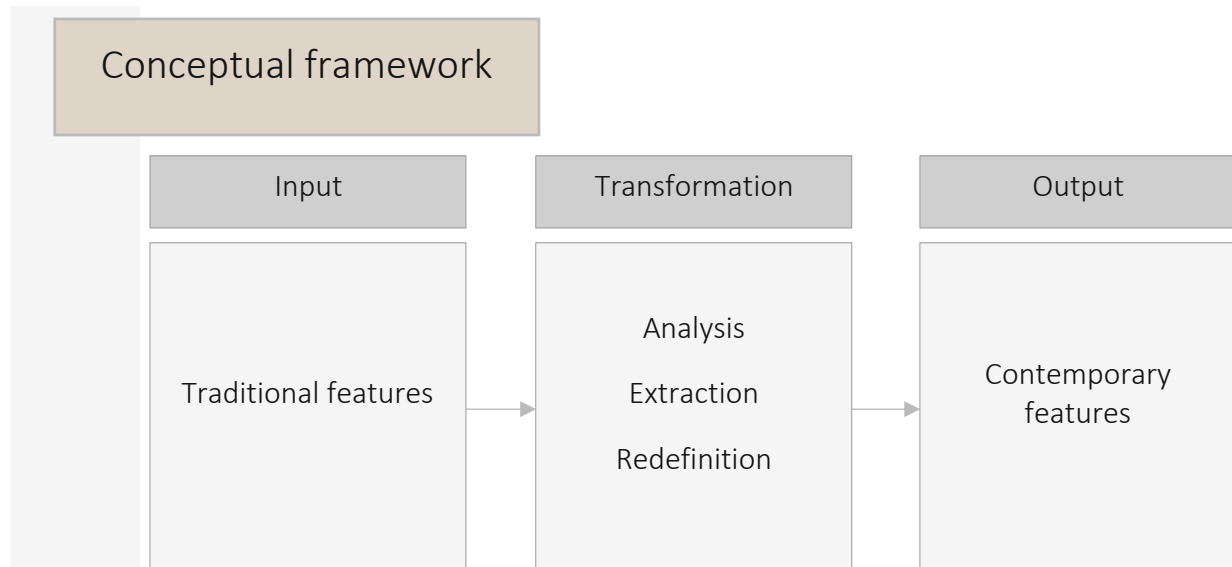 Conceptual framework
Input
Transformation
Output
Traditional features
Analysis
Extraction
Redefinition
Contemporary
features